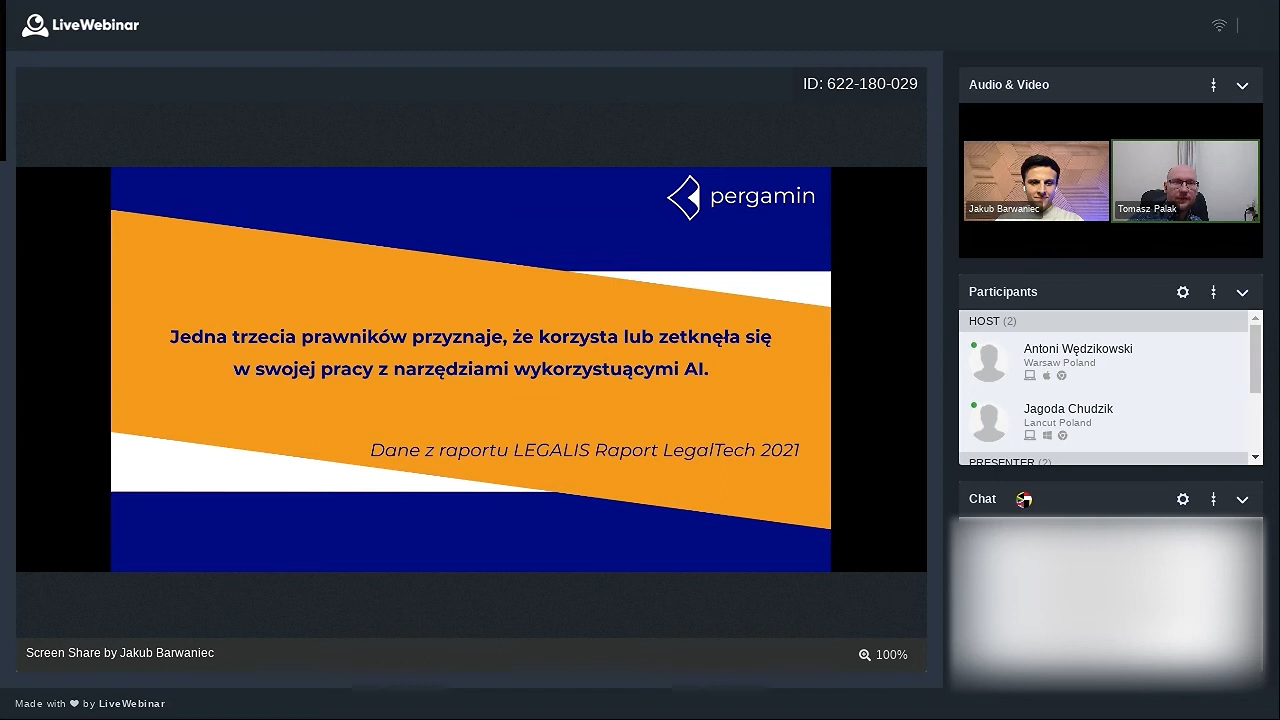 LiveWebinar
ID: 622-180-029
pergamin
Jedna trzecia prawników przyznaje, że korzysta lub zetknęła się
w swojej pracy z narzędziami wykorzystuącymi AI.
Dane z raportu LEGALIS Raport LegalTech 2021
Screen Share by Jakub Barwaniec
100%
Audio & Video
Jakub Barwaniec
Tomasz Palak
Participants
HOST (2)
Antoni Wędzikowski
Warsaw Poland
Jagoda Chudzik
Lancut Poland
PRESENTER (2)
Chat
Made with ❤ by LiveWebinar